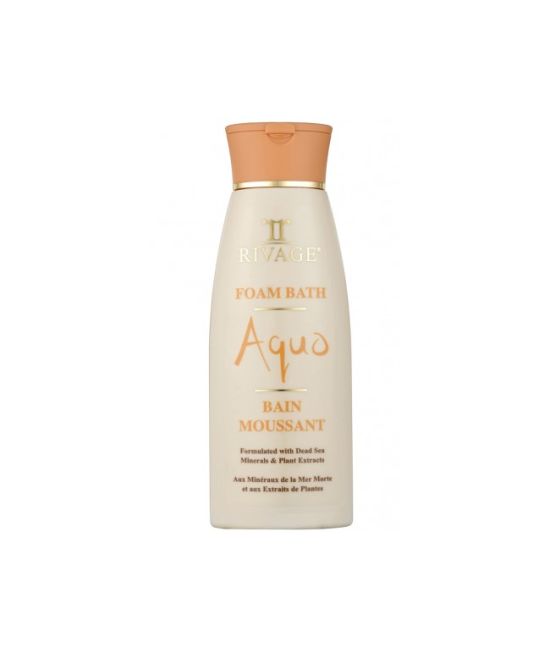 RIVAGE®
FOAM BATH
Aqua
BAIN
MOUSSANT
Formulated with Dead Sea
Minerals & Plant Extracts
Aux Minéraux de la Mer Morte
et aux Extraits de Plantes